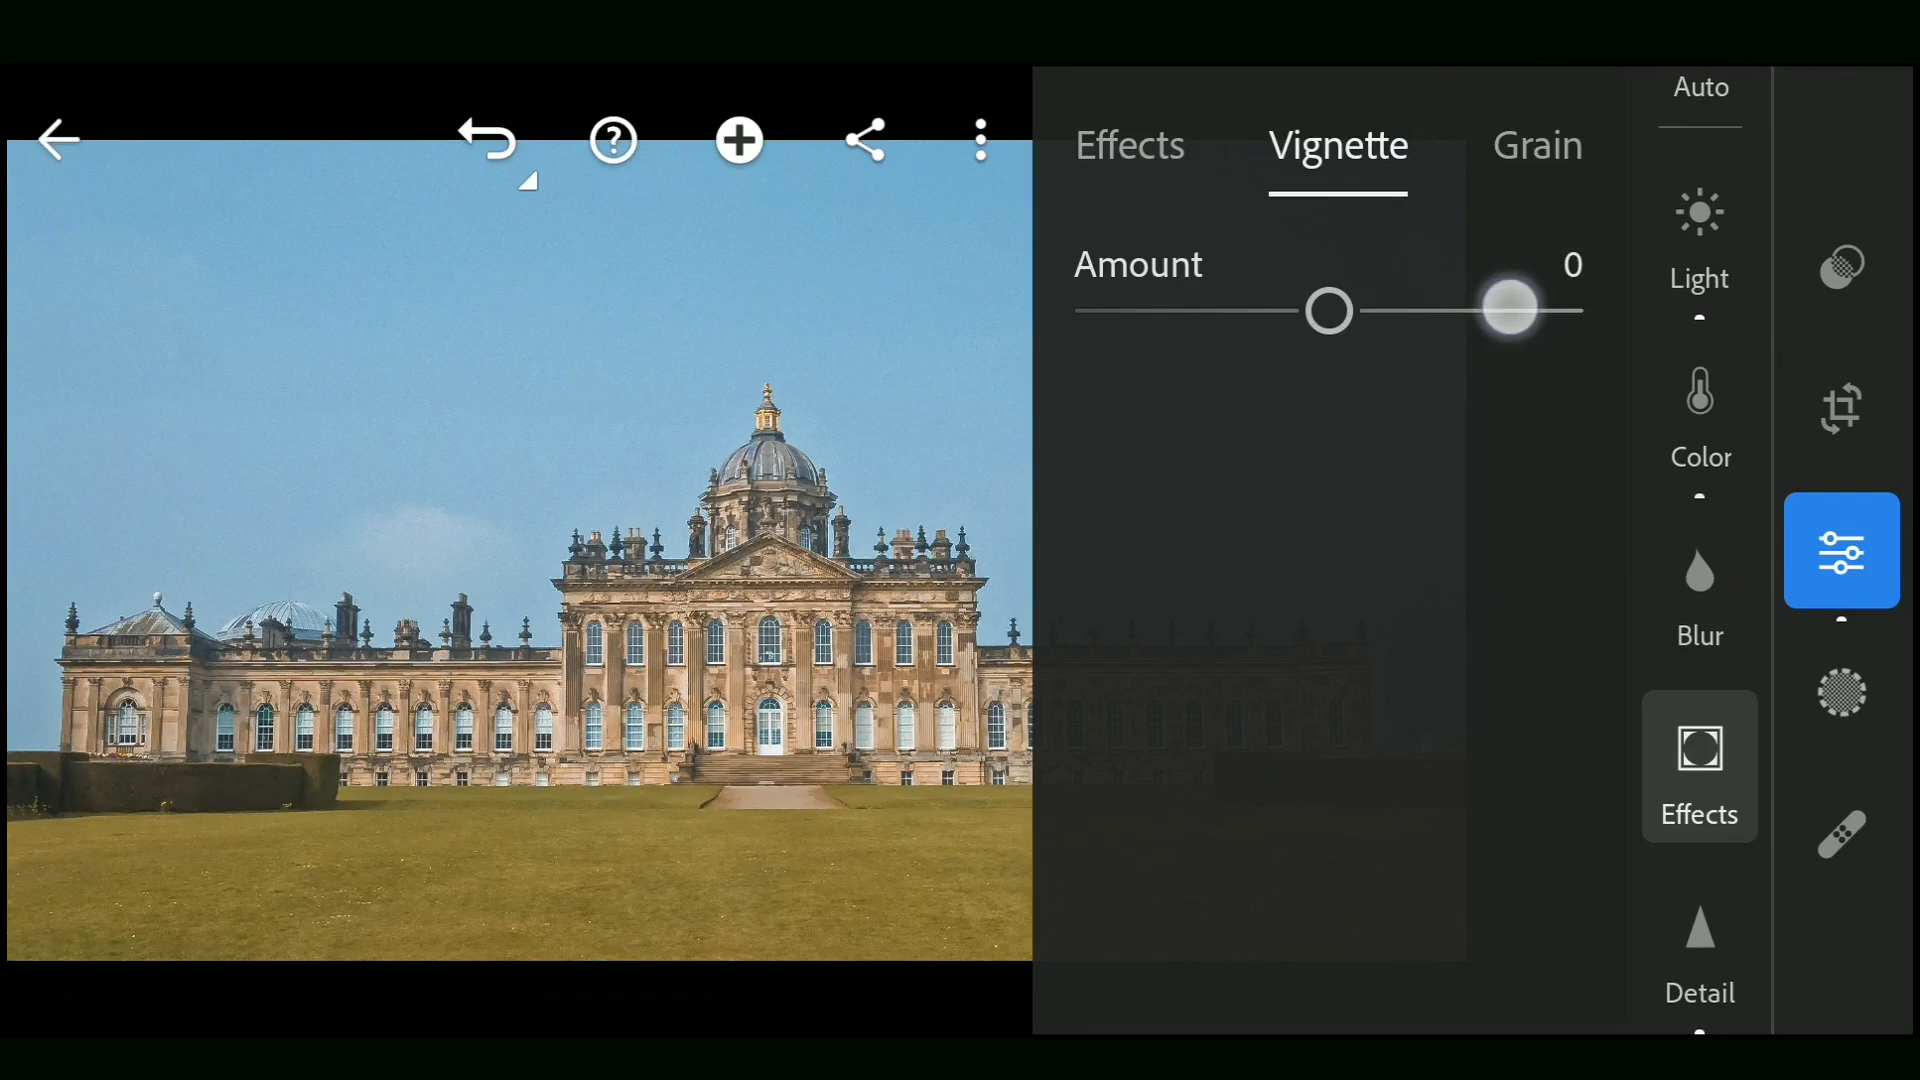 Auto
Effects Vignette Grain
Amount 0
Light
Color
Blur
Effects
Detail